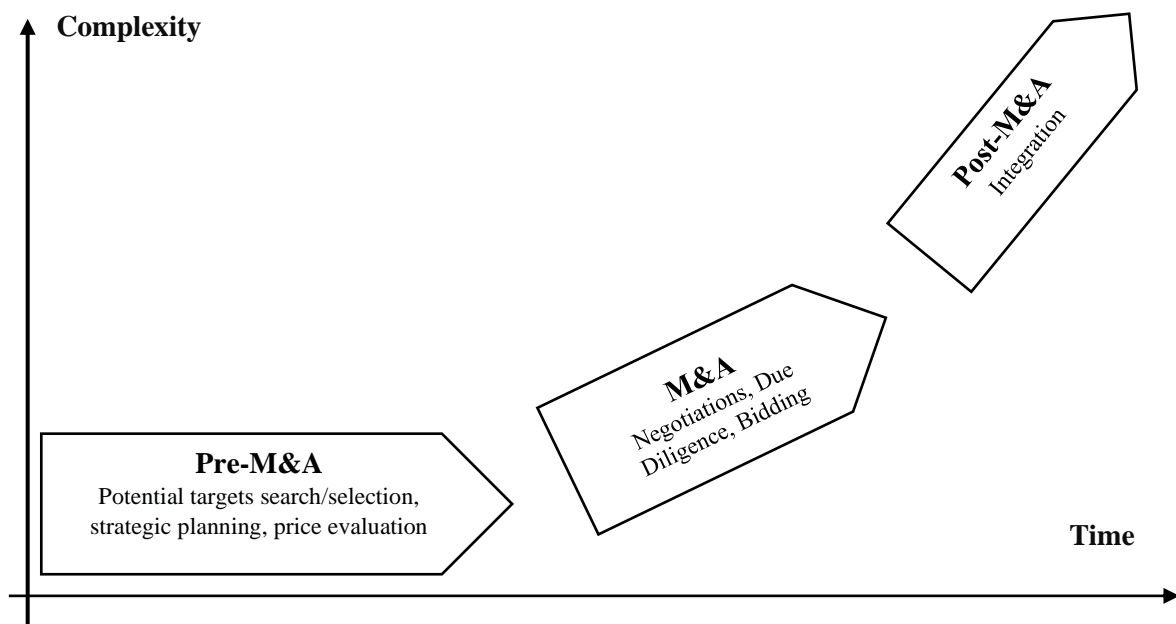 Complexity
Post-M&A
Integration
M&A
Negotiations, Due
Diligence, Bidding
Pre-M&A
Potential targets search/selection,
strategic planning, price evaluation
Time